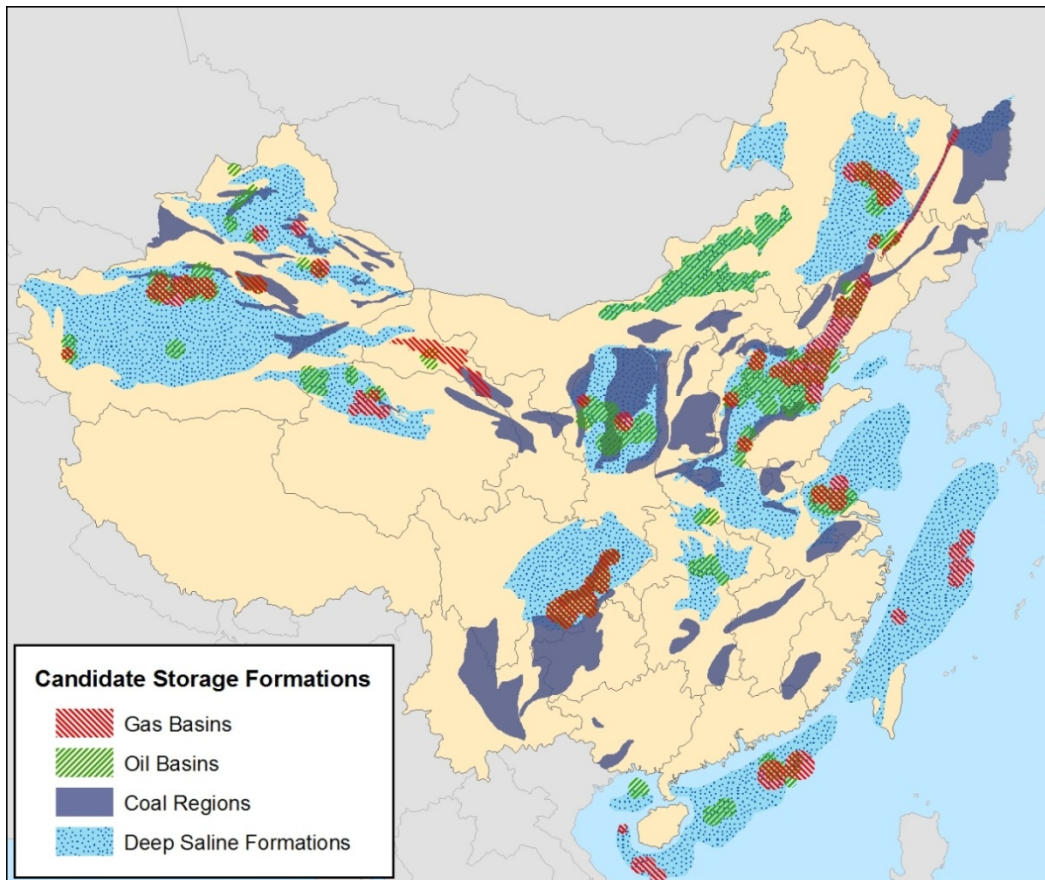 Candidate Storage Formations
Gas Basins
Oil Basins
Coal Regions
Deep Saline Formations